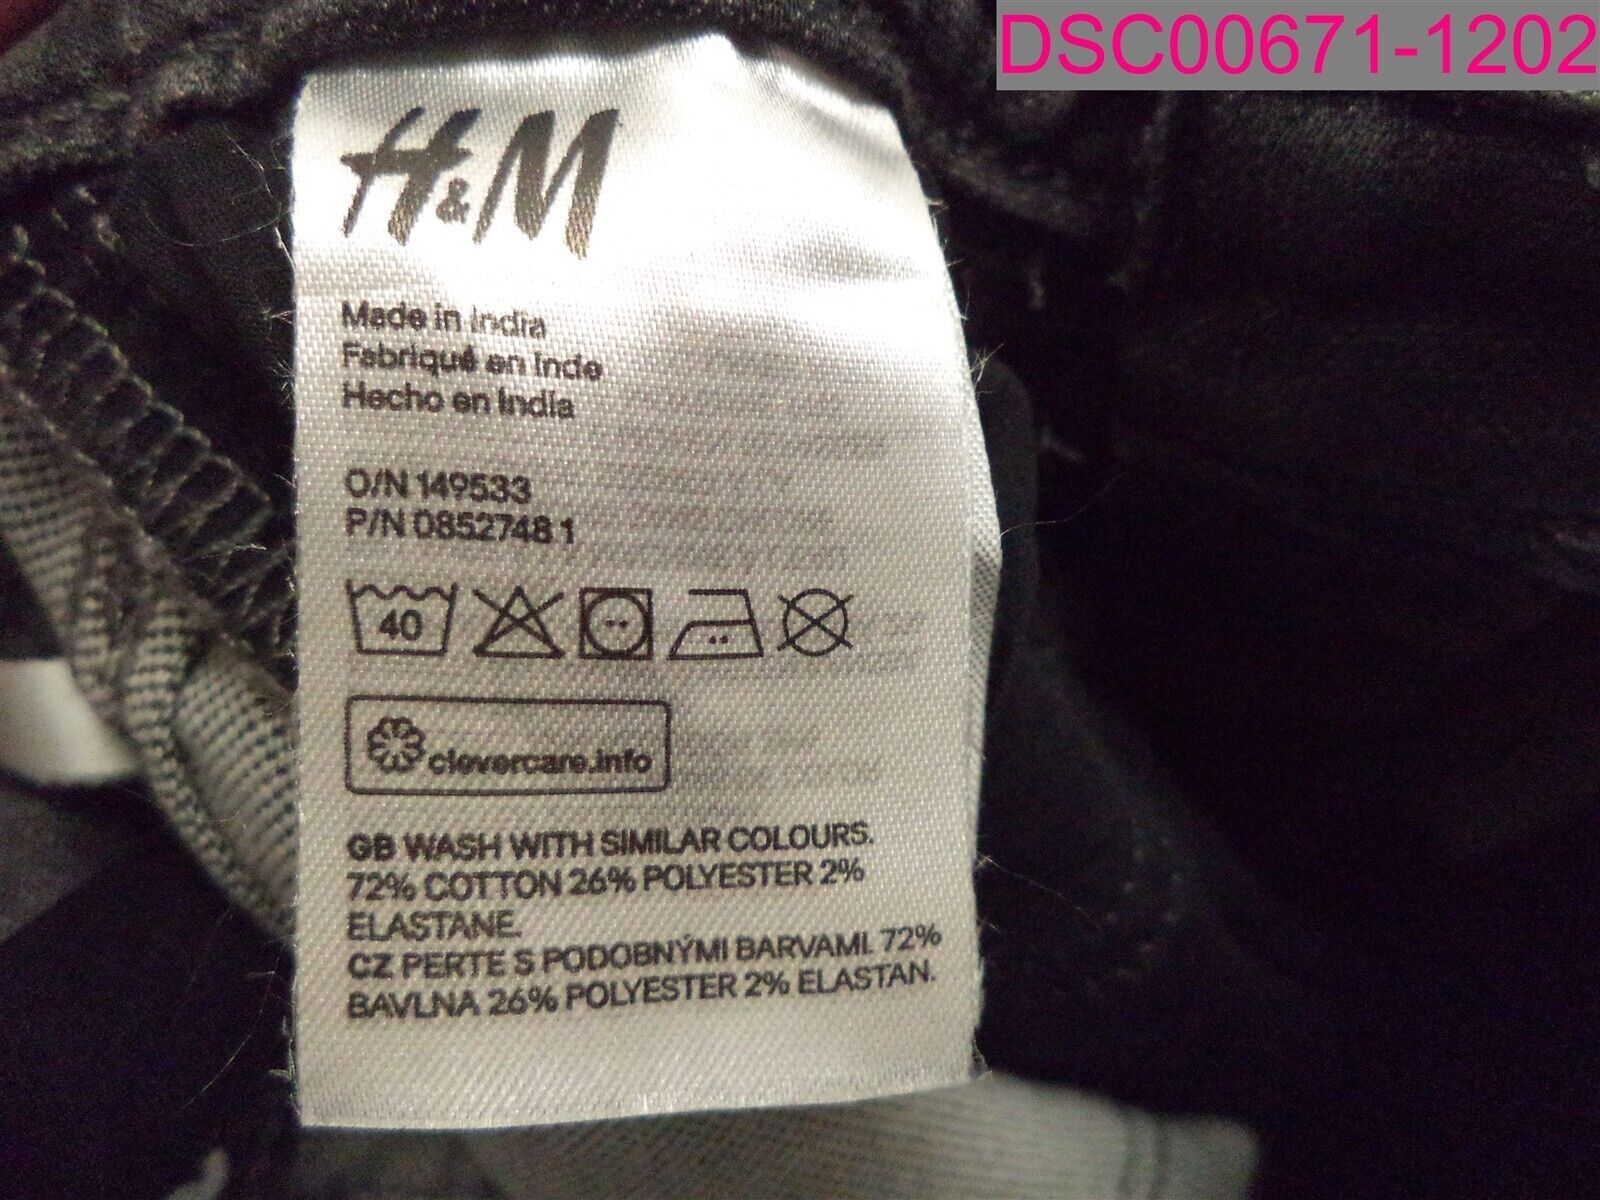 DSC00671-1202
H&M
Made in India
Fabriqué en Inde
Hecho en India
O/N 149533
P/N 0852748 1
40
clevercare.info
GB WASH WITH SIMILAR COLOURS.
72% COTTON 26% POLYESTER 2%
ELASTANE.
CZ PERTE S PODOBNÝMI BARVAMI. 72%
BAVLNA 26% POLYESTER 2% ELASTAN.